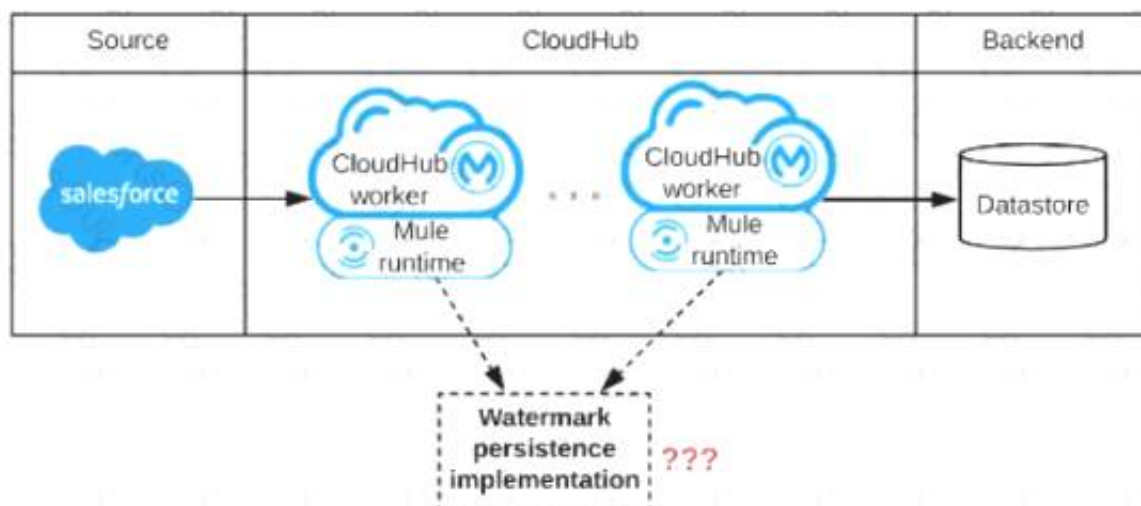 Source
CloudHub
Backend
salesforce
CloudHub
worker
Mule
runtime
. . .
CloudHub
worker
Mule
runtime
Datastore
Watermark
persistence
implementation
???